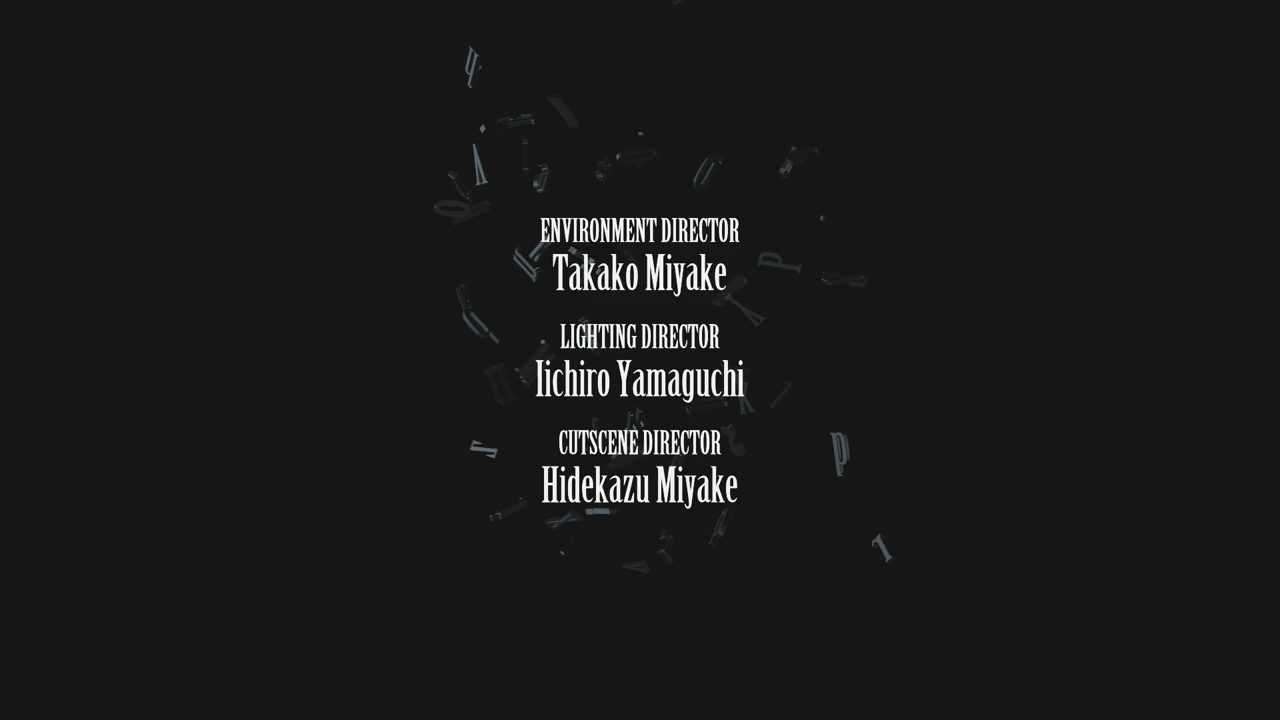 ENVIRONMENT DIRECTOR
Takako Miyake
LIGHTING DIRECTOR
Iichiro Yamaguchi
CUTSCENE DIRECTOR
Hidekazu Miyake